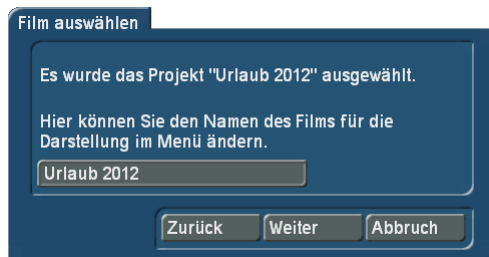 Film auswählen
Es wurde das Projekt "Urlaub 2012" ausgewählt.
Hier können Sie den Namen des Films für die
Darstellung im Menü ändern.
Urlaub 2012
Zurück Weiter Abbruch